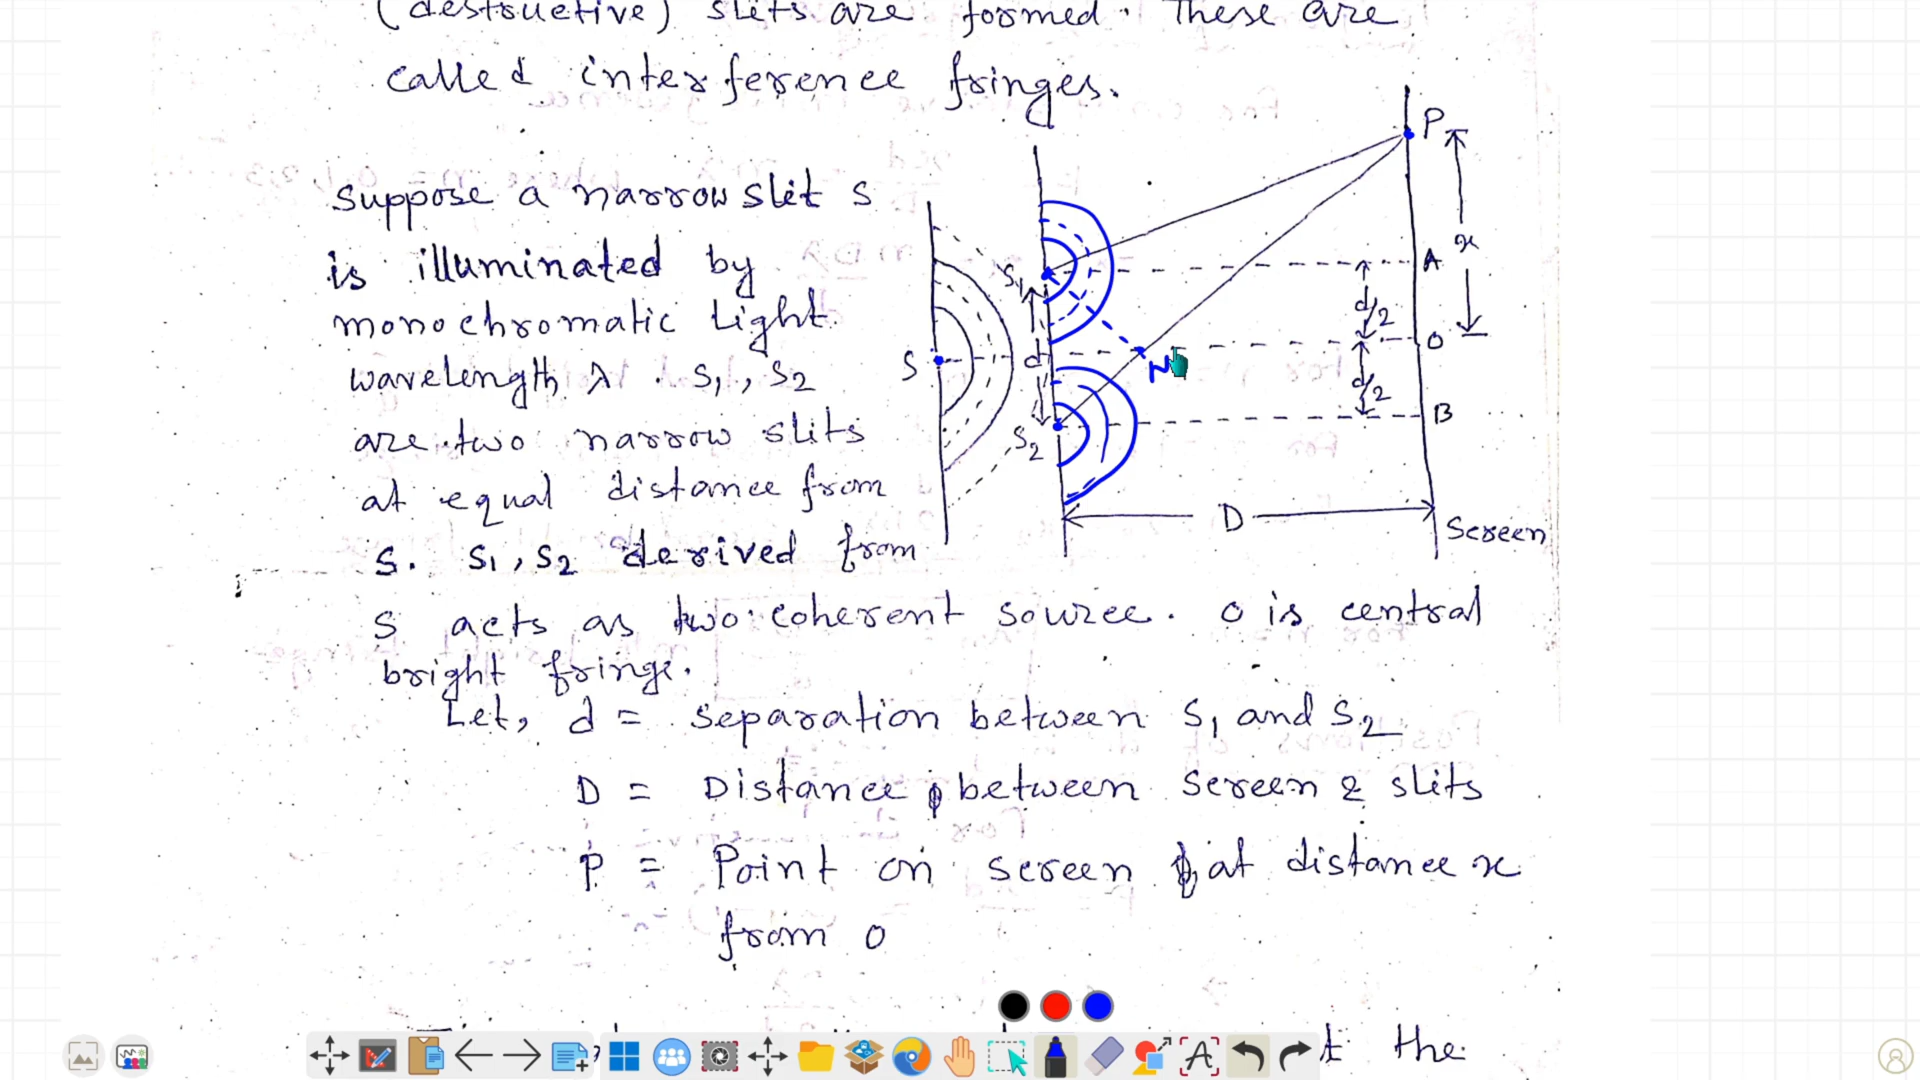 (destructive) slits are formed. These are
called interference fringes.
Suppose a narrow slit S
is illuminated by
monochromatic light
wavelength λ. S1, S2
are two narrow slits
at equal distance from
S. S1, S2 derived from
S acts as two coherent source. O is central
bright fringe.
Let, d = separation between S1 and S2
D = Distance between screen & slits
P = Point on screen at distance x
from O
P
x
A
S1
d/2
O
S
d
N
d/2
B
S2
D
Screen
the